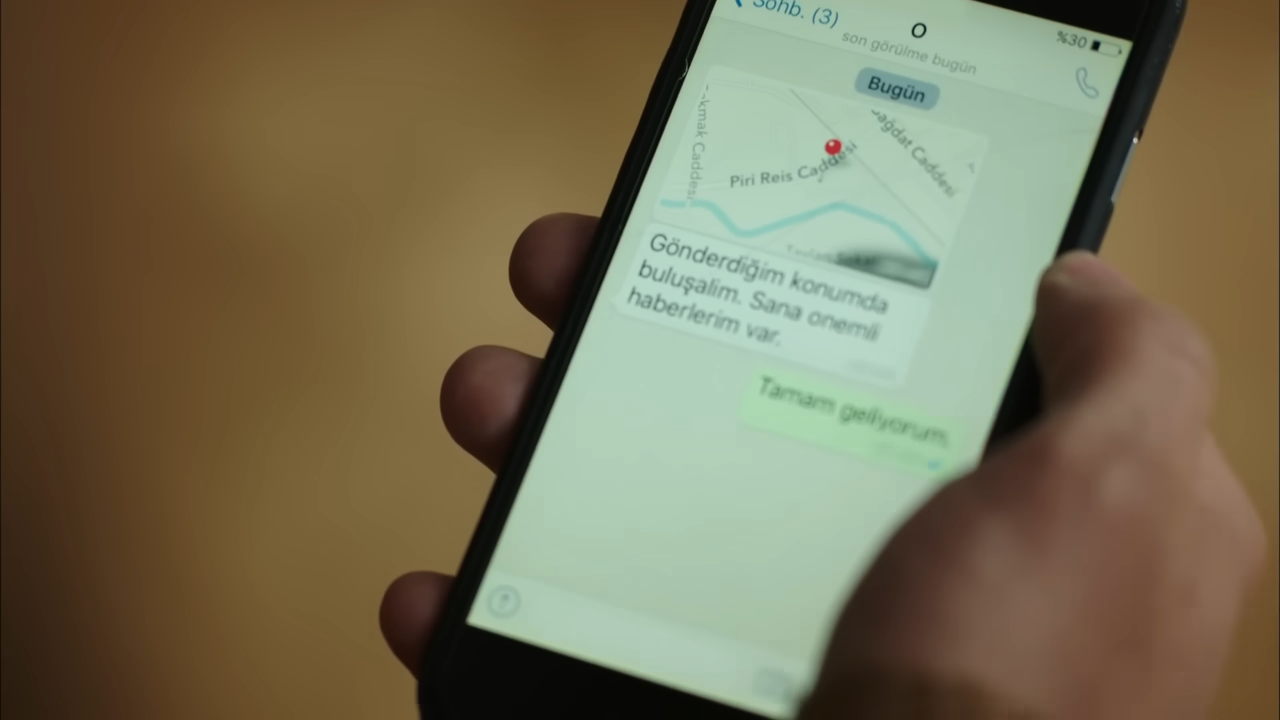 Sohb. (3)
O
%30
son görülme bugün
Bugün
Bağdat Caddesi
Piri Reis Caddesi
Gönderdiğim konumda
buluşalim. Sana onemli
haberlerim var.
Tamam geliyorum.